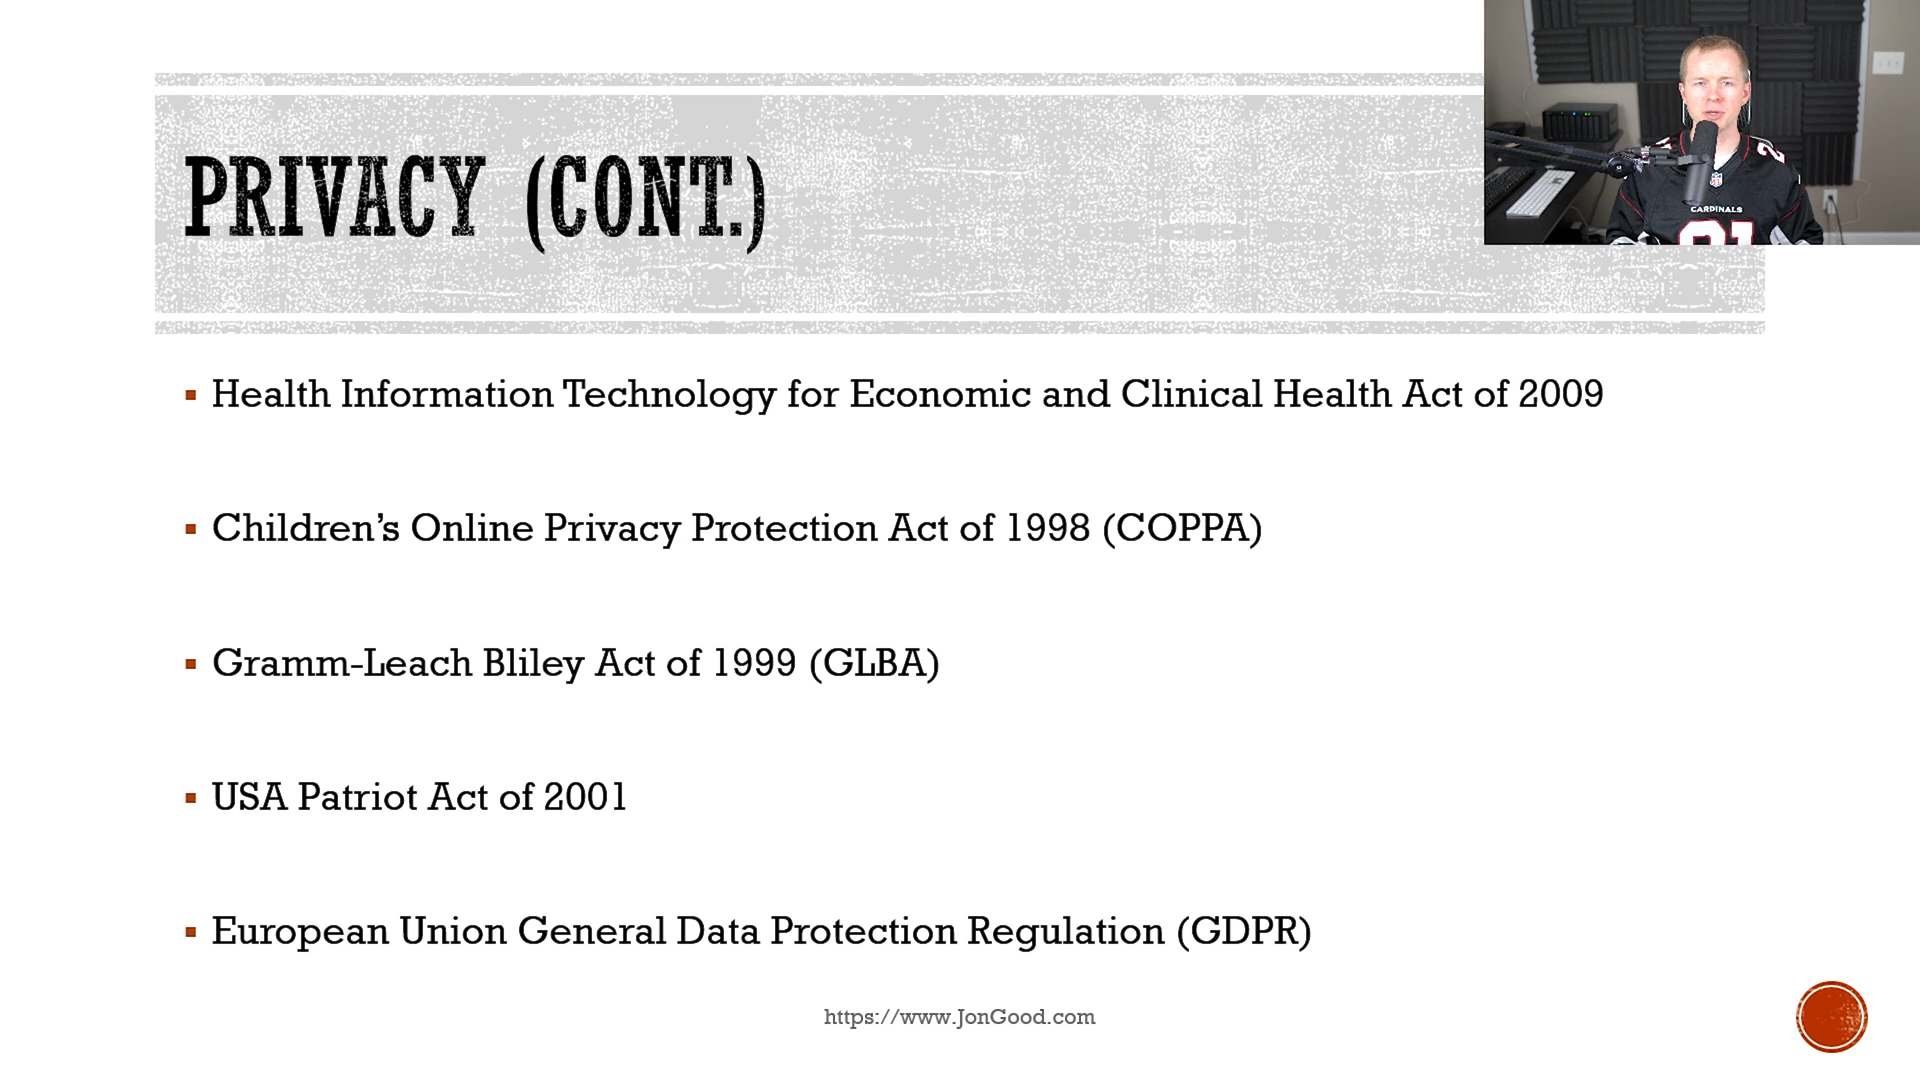 PRIVACY (CONT.)
CARDINALS
Health Information Technology for Economic and Clinical Health Act of 2009
Children’s Online Privacy Protection Act of 1998 (COPPA)
Gramm-Leach Bliley Act of 1999 (GLBA)
USA Patriot Act of 2001
European Union General Data Protection Regulation (GDPR)
https://www.JonGood.com